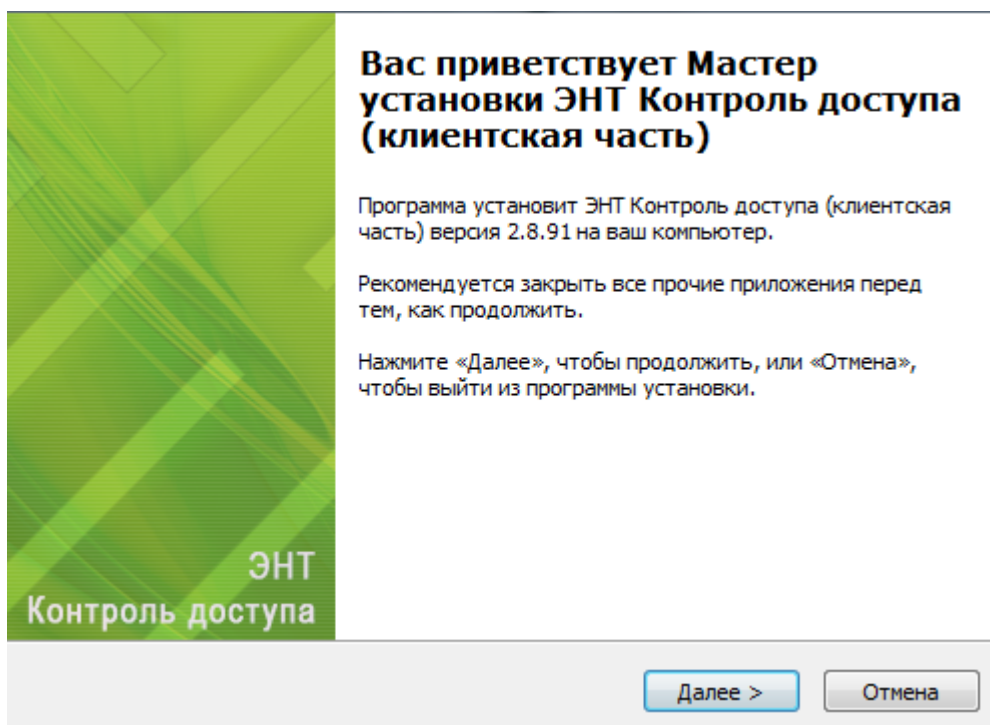 Вас приветствует Мастер
установки ЭНТ Контроль доступа
(клиентская часть)
Программа установит ЭНТ Контроль доступа (клиентская
часть) версия 2.8.91 на ваш компьютер.
Рекомендуется закрыть все прочие приложения перед
тем, как продолжить.
Нажмите «Далее», чтобы продолжить, или «Отмена»,
чтобы выйти из программы установки.
ЭНТ
Контроль доступа
Далее >
Отмена